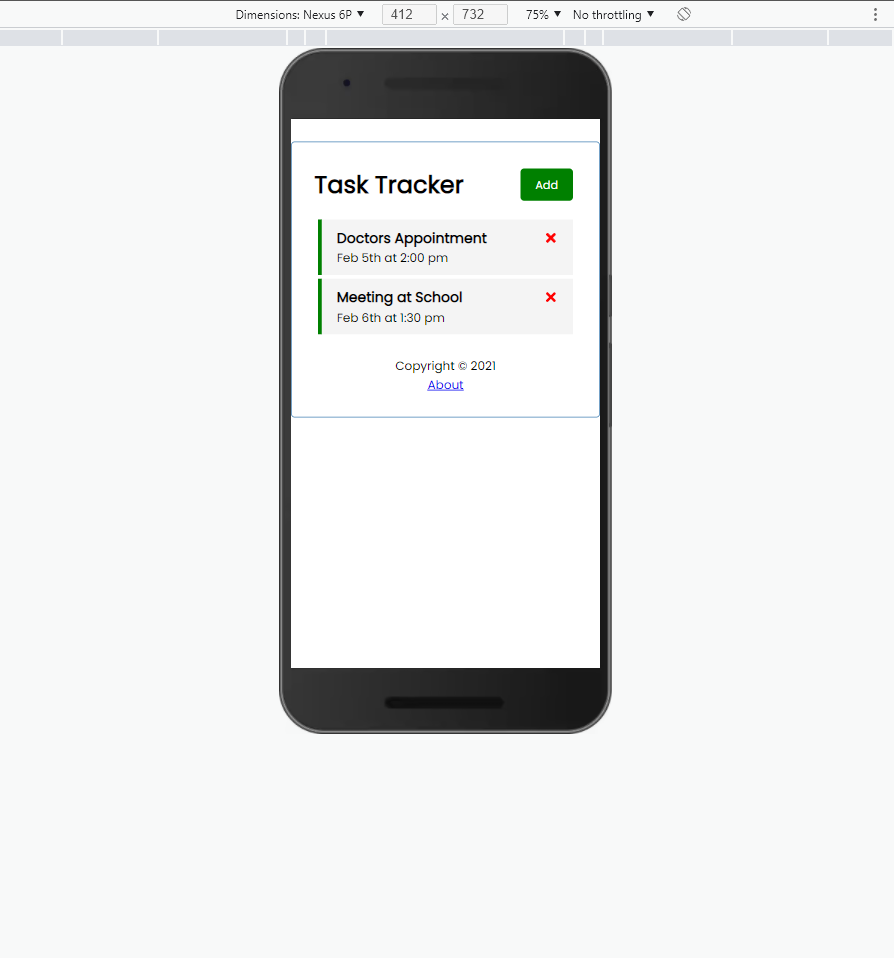 Dimensions: Nexus 6P ▼ 412 × 732 75% ▼ No throttling ▼
Task Tracker Add
Doctors Appointment
Feb 5th at 2:00 pm
Meeting at School
Feb 6th at 1:30 pm
Copyright © 2021
About